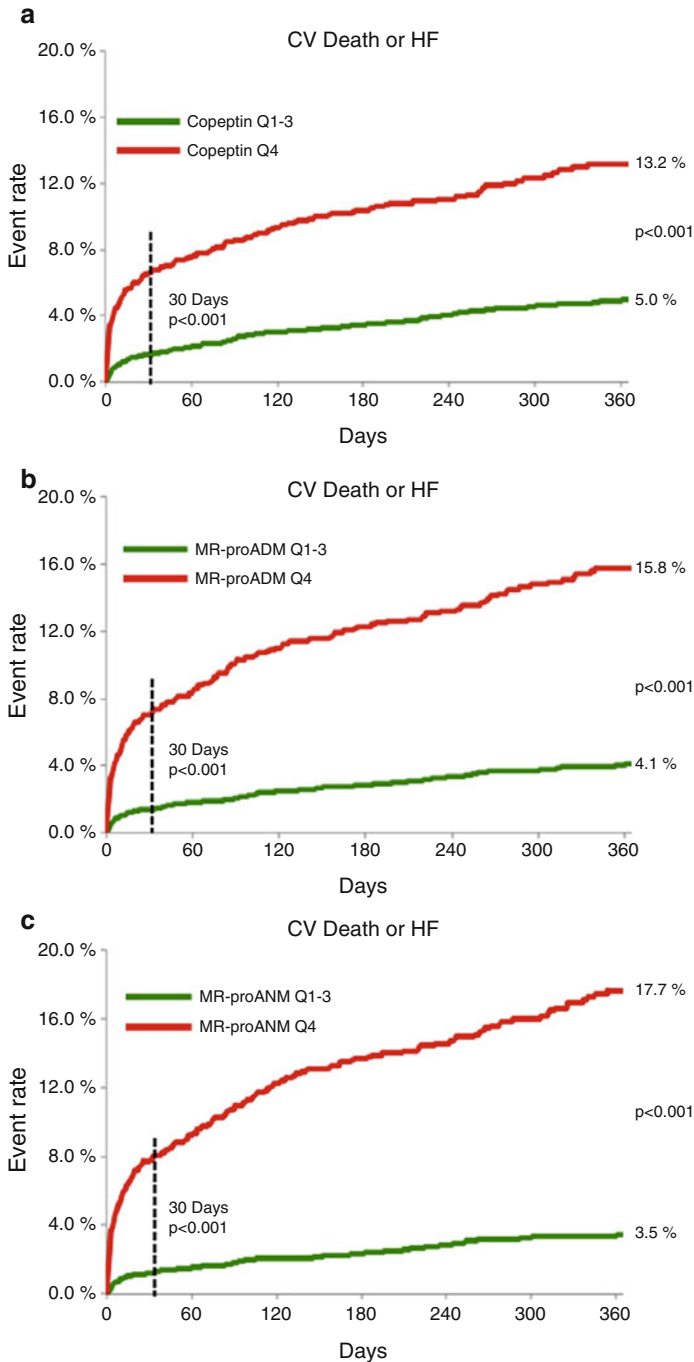 a
CV Death or HF
20.0 %
16.0 %
12.0 %
8.0 %
4.0 %
0.0 %
Event rate
Copeptin Q1-3
Copeptin Q4
13.2 %
p<0.001
5.0 %
30 Days
p<0.001
0 60 120 180 240 300 360
Days
b
CV Death or HF
20.0 %
16.0 %
12.0 %
8.0 %
4.0 %
0.0 %
Event rate
MR-proADM Q1-3
MR-proADM Q4
15.8 %
p<0.001
4.1 %
30 Days
p<0.001
0 60 120 180 240 300 360
Days
c
CV Death or HF
20.0 %
16.0 %
12.0 %
8.0 %
4.0 %
0.0 %
Event rate
MR-proANM Q1-3
MR-proANM Q4
17.7 %
p<0.001
3.5 %
30 Days
p<0.001
0 60 120 180 240 300 360
Days